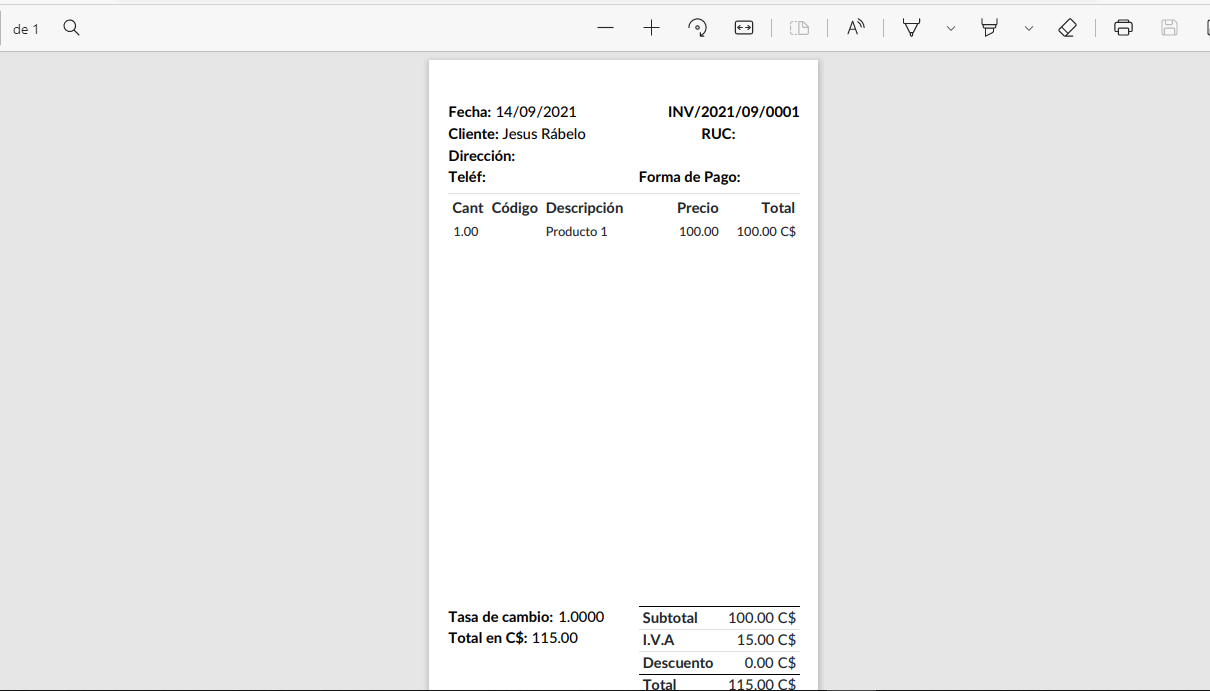 de 1
Fecha: 14/09/2021 INV/2021/09/0001
Cliente: Jesus Rábelo RUC:
Dirección:
Teléf: Forma de Pago:
Cant Código Descripción Precio Total
1.00 Producto 1 100.00 100.00 C$
Tasa de cambio: 1.0000 Subtotal 100.00 C$
Total en C$: 115.00 I.V.A 15.00 C$
Descuento 0.00 C$
Total 115.00 C$